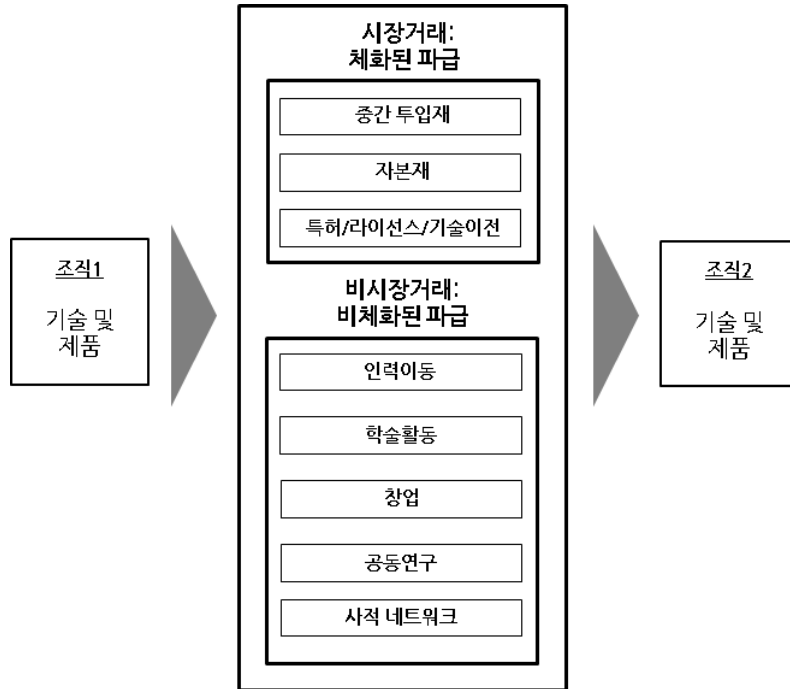 시장거래:
체화된 파급
중간 투입재
자본재
특허/라이선스/기술이전
조직1
기술 및
제품
비시장거래:
비체화된 파급
인력이동
학술활동
창업
공동연구
사적 네트워크
조직2
기술 및
제품